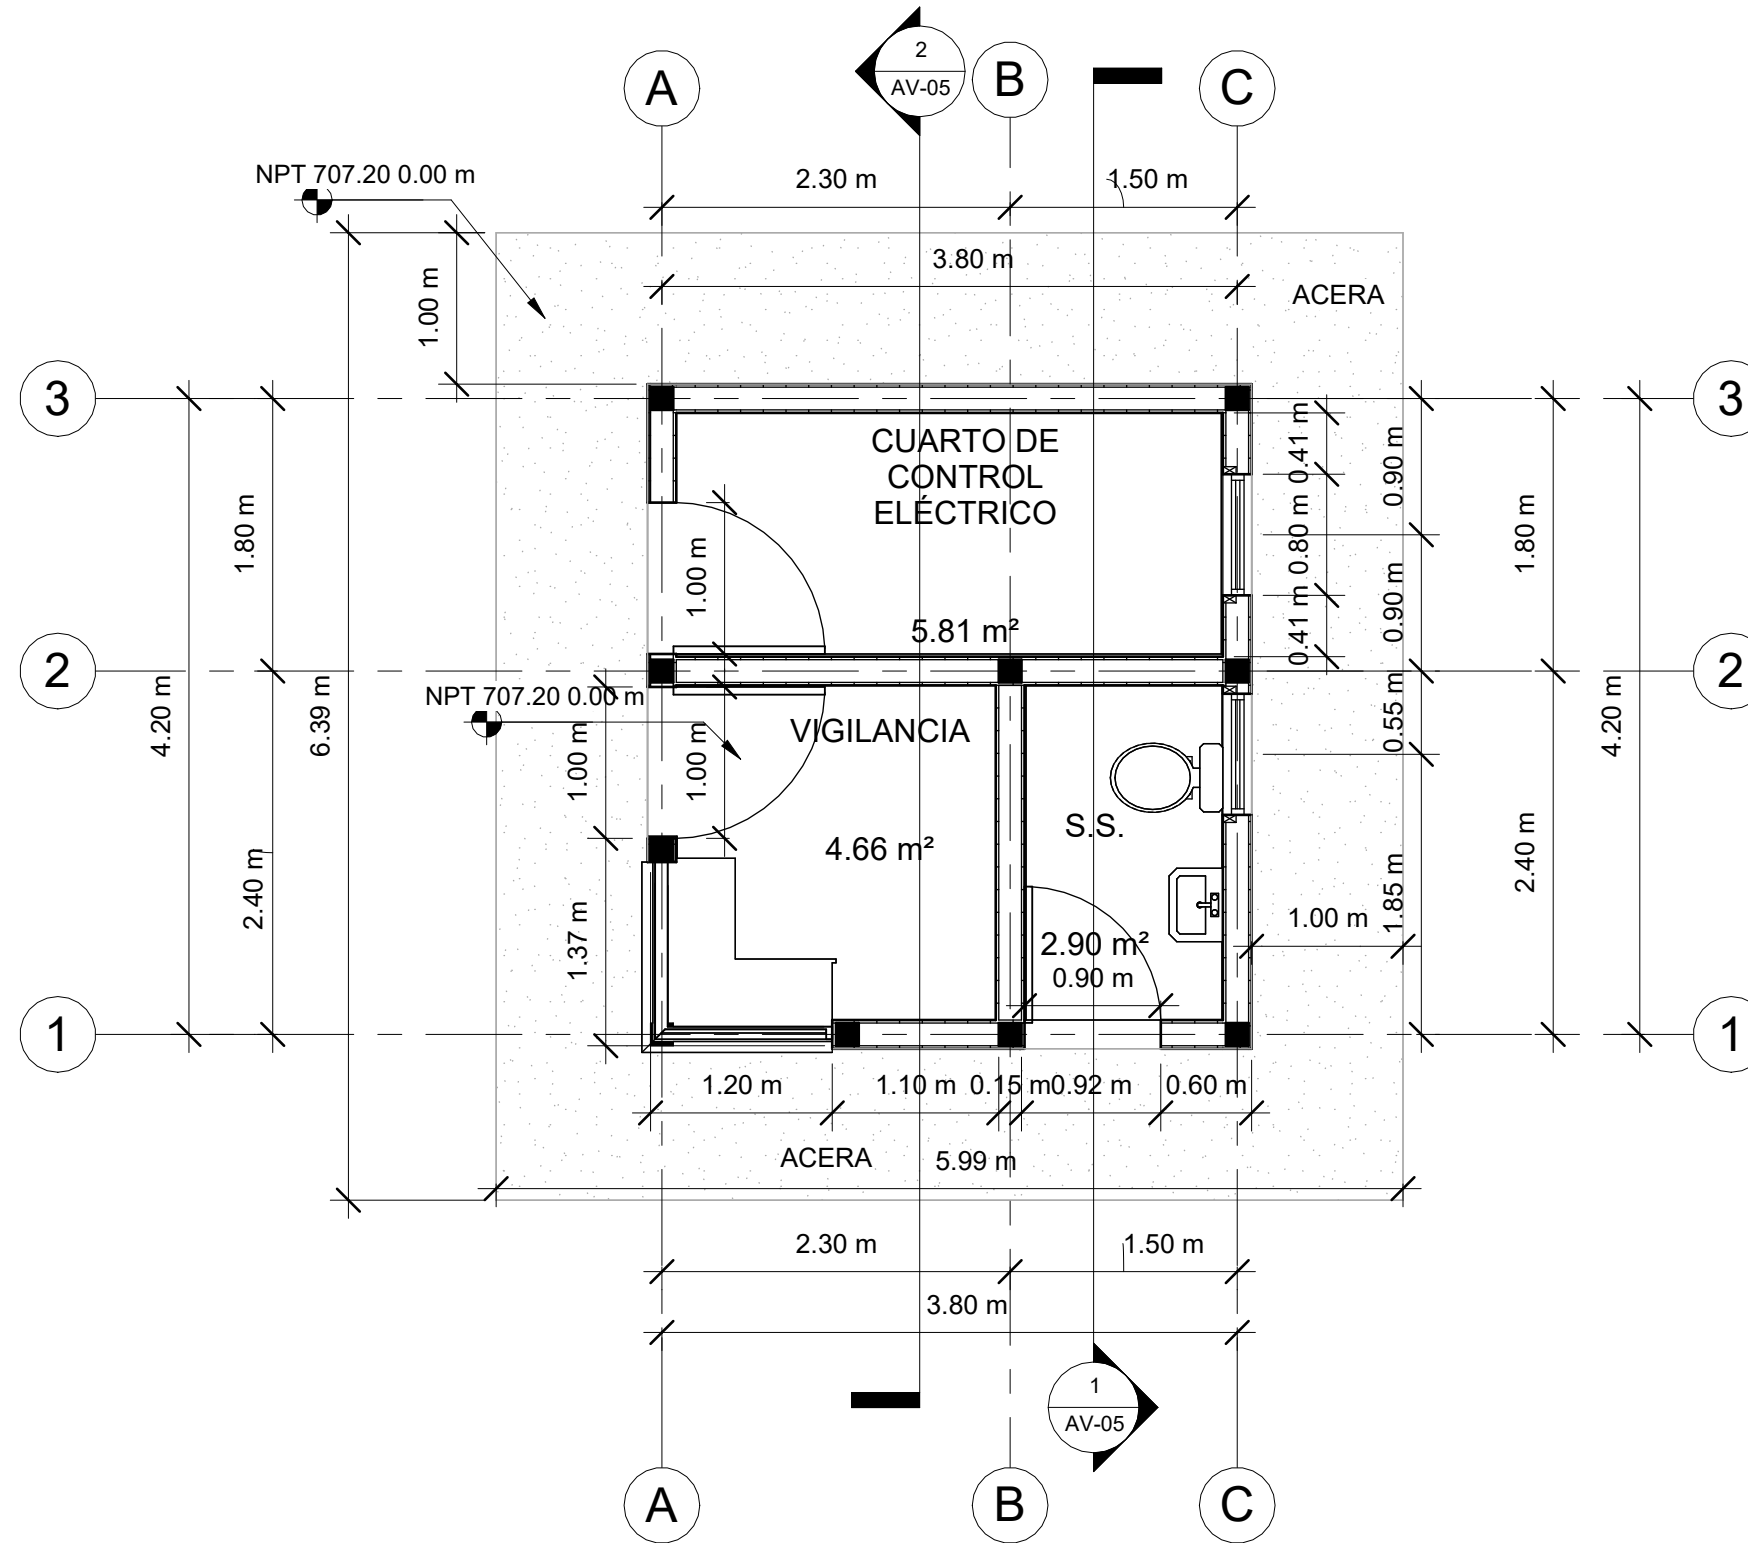 2
AV-05
A
B
C
NPT 707.20 0.00 m
2.30 m
1.50 m
3.80 m
ACERA
1.00 m
3
3
CUARTO DE
CONTROL
ELÉCTRICO
0.41 m
0.90 m
1.80 m
1.00 m
0.80 m
1.80 m
5.81 m²
0.41 m
0.90 m
2
2
NPT 707.20 0.00 m
4.20 m
6.39 m
VIGILANCIA
1.00 m
1.00 m
0.55 m
4.20 m
S.S.
4.66 m²
2.40 m
1.37 m
2.90 m²
0.90 m
1.00 m
1.85 m
2.40 m
1
1
1.20 m
1.10 m
0.15 m
0.92 m
0.60 m
ACERA
5.99 m
2.30 m
1.50 m
3.80 m
1
AV-05
A
B
C